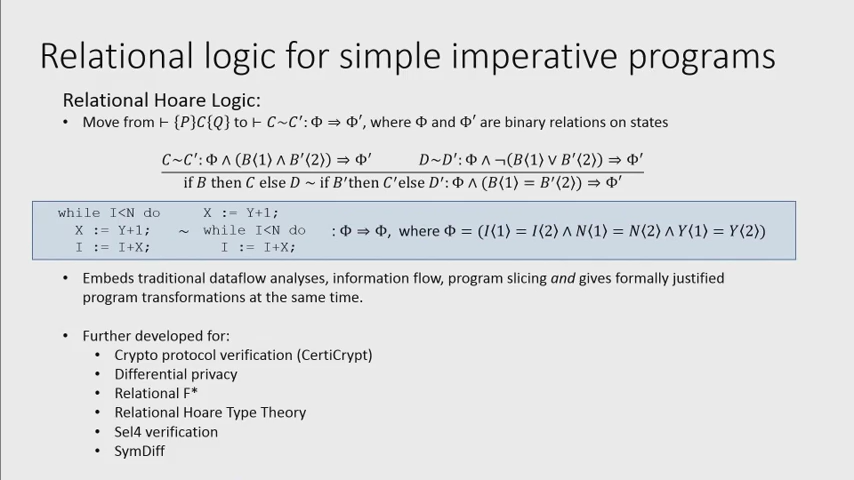 Relational logic for simple imperative programs
Relational Hoare Logic:
• Move from ⊢ {P}C{Q} to ⊢ C~C′: Φ ⇒ Φ′, where Φ and Φ′ are binary relations on states
C~C′: Φ ∧ (B⟨1⟩ ∧ B′⟨2⟩) ⇒ Φ′ D~D′: Φ ∧ ¬(B⟨1⟩ ∨ B′⟨2⟩) ⇒ Φ′
if B then C else D ~ if B′then C′else D′: Φ ∧ (B⟨1⟩ = B′⟨2⟩) ⇒ Φ′
while I<N do X := Y+1;
X := Y+1; ~ while I<N do : Φ ⇒ Φ, where Φ = (I⟨1⟩ = I⟨2⟩ ∧ N⟨1⟩ = N⟨2⟩ ∧ Y⟨1⟩ = Y⟨2⟩)
I := I+X; I := I+X;
• Embeds traditional dataflow analyses, information flow, program slicing and gives formally justified
program transformations at the same time.
• Further developed for:
• Crypto protocol verification (CertiCrypt)
• Differential privacy
• Relational F*
• Relational Hoare Type Theory
• Sel4 verification
• SymDiff